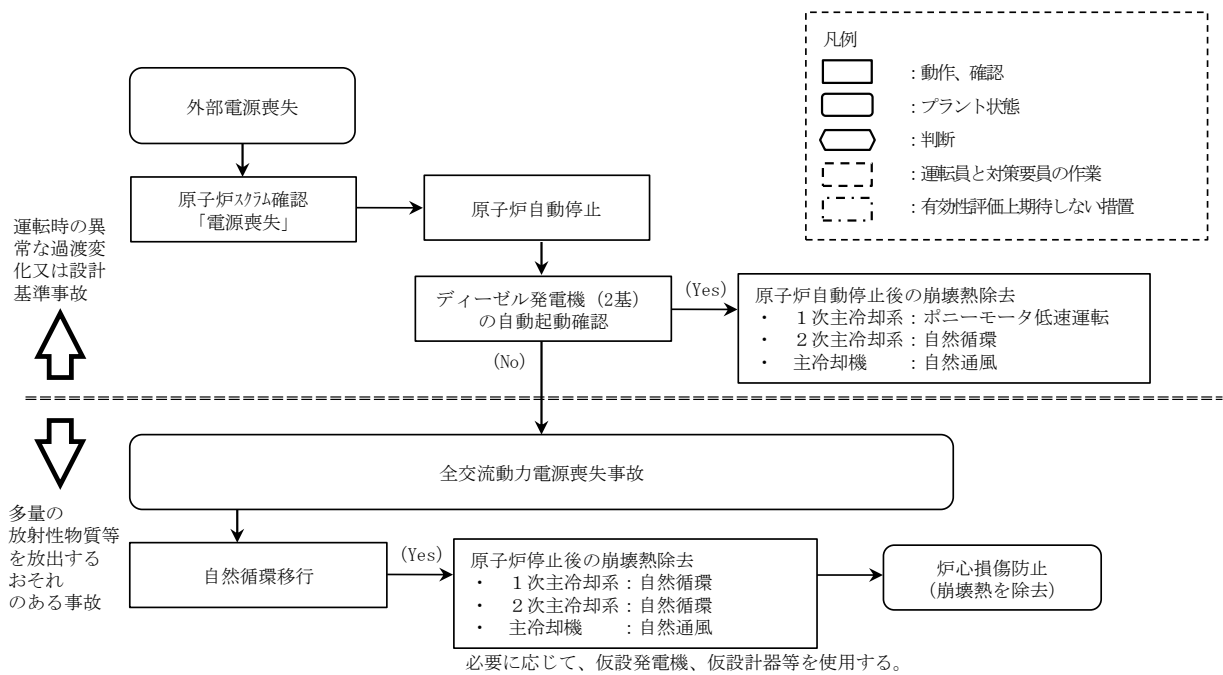 凡例
：動作、確認
：プラント状態
：判断
：運転員と対策要員の作業
：有効性評価上期待しない措置
外部電源喪失
原子炉ｽｸﾗﾑ確認
「電源喪失」
原子炉自動停止
運転時の異
常な過渡変
化又は設計
基準事故
ディーゼル発電機（2基）
の自動起動確認
(Yes)
原子炉自動停止後の崩壊熱除去
・　１次主冷却系：ポニーモータ低速運転
・　２次主冷却系：自然循環
・　主冷却機　　：自然通風
(No)
全交流動力電源喪失事故
多量の
放射性物質等
を放出する
おそれ
のある事故
自然循環移行
(Yes)
原子炉停止後の崩壊熱除去
・　１次主冷却系：自然循環
・　２次主冷却系：自然循環
・　主冷却機　　：自然通風
炉心損傷防止
(崩壊熱を除去)
必要に応じて、仮設発電機、仮設計器等を使用する。